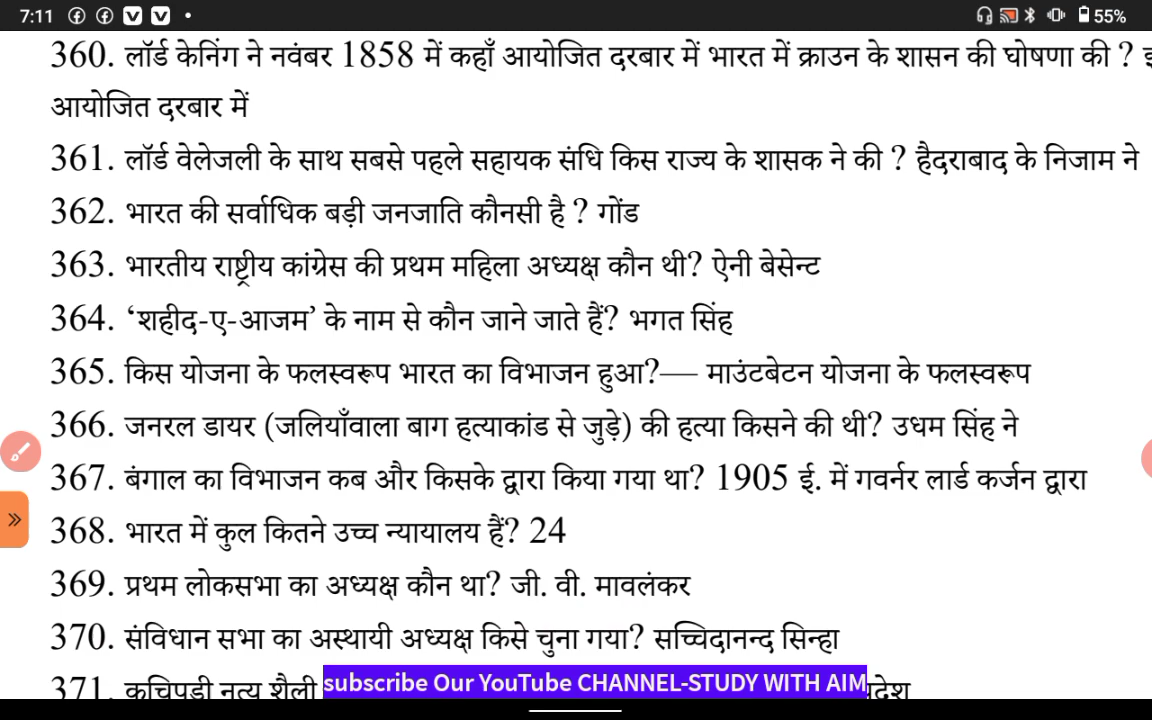 7:11
55%
360. लॉर्ड केनिंग ने नवंबर 1858 में कहाँ आयोजित दरबार में भारत में क्राउन के शासन की घोषणा की ?
आयोजित दरबार में
361. लॉर्ड वेलेजली के साथ सबसे पहले सहायक संधि किस राज्य के शासक ने की ? हैदराबाद के निजाम ने
362. भारत की सर्वाधिक बड़ी जनजाति कौनसी है ? गोंड
363. भारतीय राष्ट्रीय कांग्रेस की प्रथम महिला अध्यक्ष कौन थी? ऐनी बेसेन्ट
364. ‘शहीद-ए-आजम’ के नाम से कौन जाने जाते हैं? भगत सिंह
365. किस योजना के फलस्वरूप भारत का विभाजन हुआ?— माउंटबेटन योजना के फलस्वरूप
366. जनरल डायर (जलियाँवाला बाग हत्याकांड से जुड़े) की हत्या किसने की थी? उधम सिंह ने
367. बंगाल का विभाजन कब और किसके द्वारा किया गया था? 1905 ई. में गवर्नर लार्ड कर्जन द्वारा
368. भारत में कुल कितने उच्च न्यायालय हैं? 24
369. प्रथम लोकसभा का अध्यक्ष कौन था? जी. वी. मावलंकर
370. संविधान सभा का अस्थायी अध्यक्ष किसे चुना गया? सच्चिदानन्द सिन्हा
371. कुचिपुड़ी नृत्य शैली
subscribe Our YouTube CHANNEL-STUDY WITH AIM